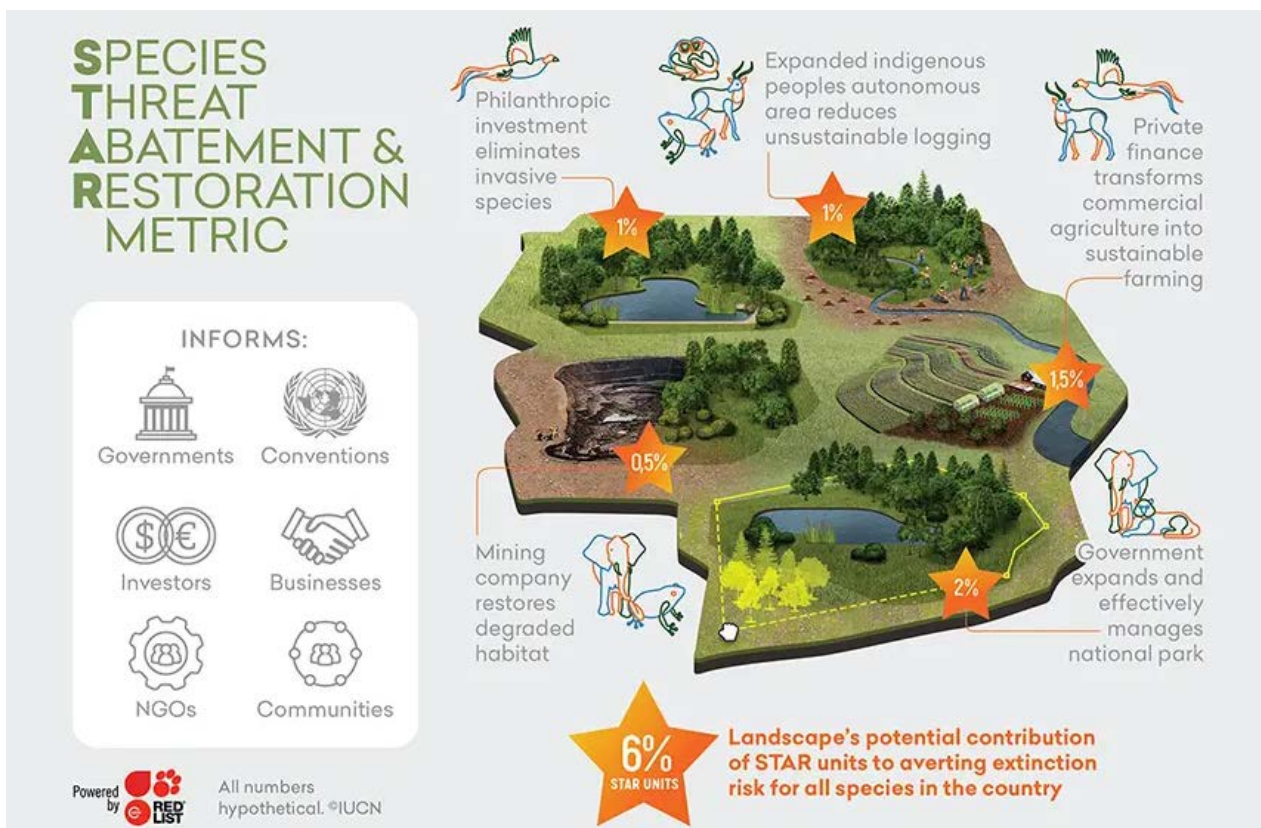 SPECIES
THREAT
ABATEMENT &
RESTORATION
METRIC
INFORMS:
Governments
Conventions
$ €
Investors
Businesses
NGOs
Communities
Powered
by
RED
LIST
All numbers
hypothetical. ©IUCN
Philanthropic
investment
eliminates
invasive
species
1%
Expanded indigenous
peoples autonomous
area reduces
unsustainable logging
1%
Private
finance
transforms
commercial
agriculture into
sustainable
farming
1,5%
0,5%
Mining
company
restores
degraded
habitat
2%
Government
expands and
effectively
manages
national park
6%
STAR UNITS
Landscape's potential contribution
of STAR units to averting extinction
risk for all species in the country